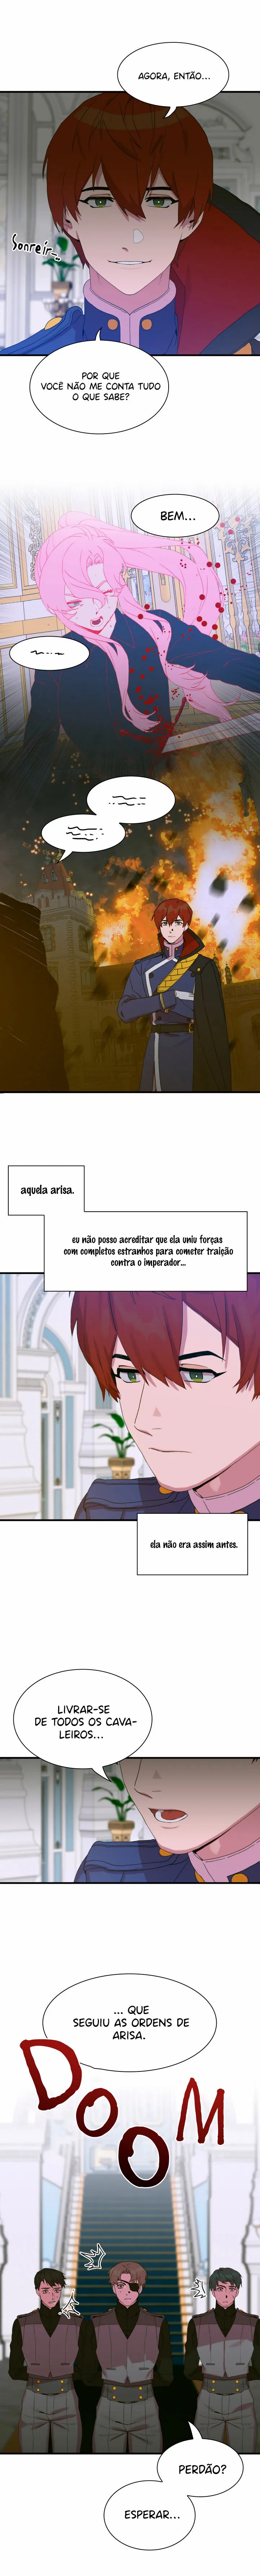 AGORA, ENTÃO...
Sonreír~
POR QUE
VOCÊ NÃO ME CONTA TUDO
O QUE SABE?
BEM...
aquela arisa.
eu não posso acreditar que ela uniu forças
com completos estranhos para cometer traição
contra o imperador...
ela não era assim antes.
LIVRAR-SE
DE TODOS OS CAVA-
LEIROS...
... QUE
SEGUIU AS ORDENS DE
ARISA.
DOOM
PERDÃO?
ESPERAR...